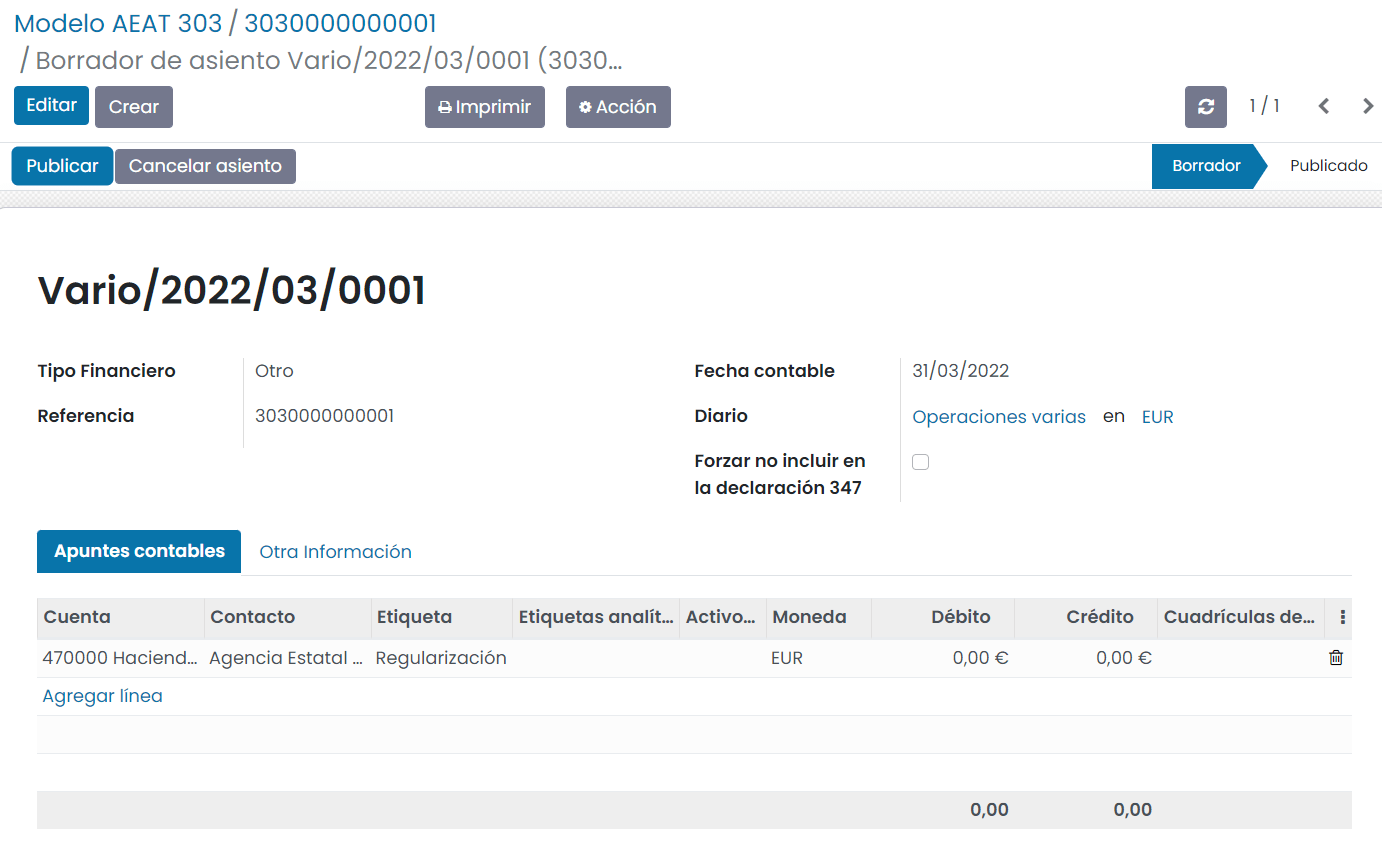 Modelo AEAT 303 / 3030000000001
/ Borrador de asiento Vario/2022/03/0001 (3030...
Editar Crear Imprimir Acción 1 / 1
Publicar Cancelar asiento Borrador Publicado
Vario/2022/03/0001
Tipo Financiero Otro Fecha contable 31/03/2022
Referencia 3030000000001 Diario Operaciones varias en EUR
Forzar no incluir en
la declaración 347
Apuntes contables Otra Información
Cuenta Contacto Etiqueta Etiquetas analít... Activo... Moneda Débito Crédito Cuadrículas de...
470000 Haciend... Agencia Estatal ... Regularización EUR 0,00 € 0,00 €
Agregar línea
0,00 0,00